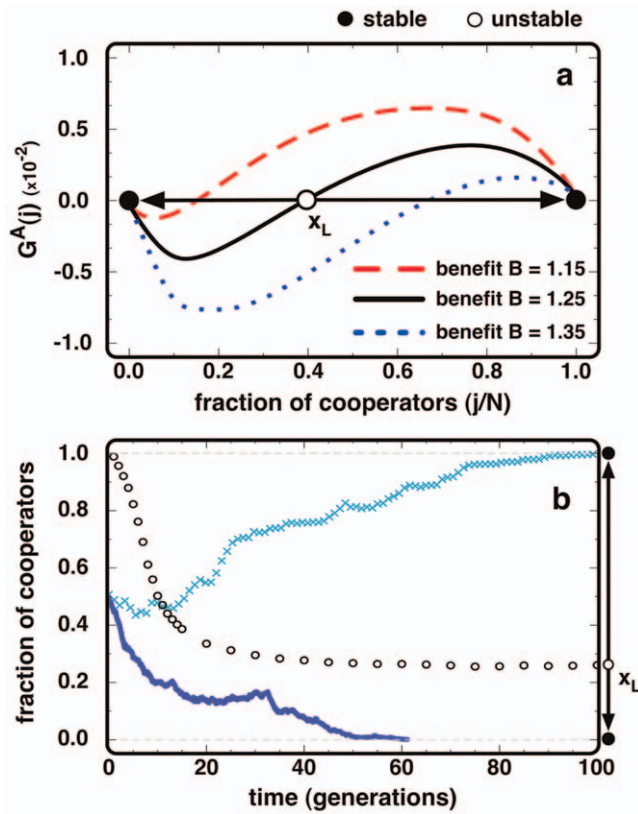 stable unstable
a
1.0
0.5
0.0
-0.5
-1.0
G^A(j) (x10^-2)
x_L
benefit B = 1.15
benefit B = 1.25
benefit B = 1.35
0.0 0.2 0.4 0.6 0.8 1.0
fraction of cooperators (j/N)
b
1.0
0.8
0.6
0.4
0.2
0.0
fraction of cooperators
x_L
0 20 40 60 80 100
time (generations)